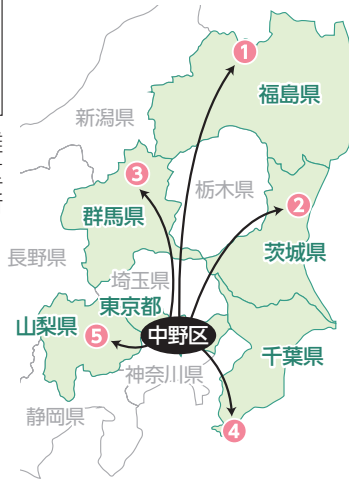 1
福島県
新潟県
3
栃木県
2
群馬県
茨城県
長野県
埼玉県
東京都
山梨県
5
中野区
千葉県
神奈川県
静岡県
4